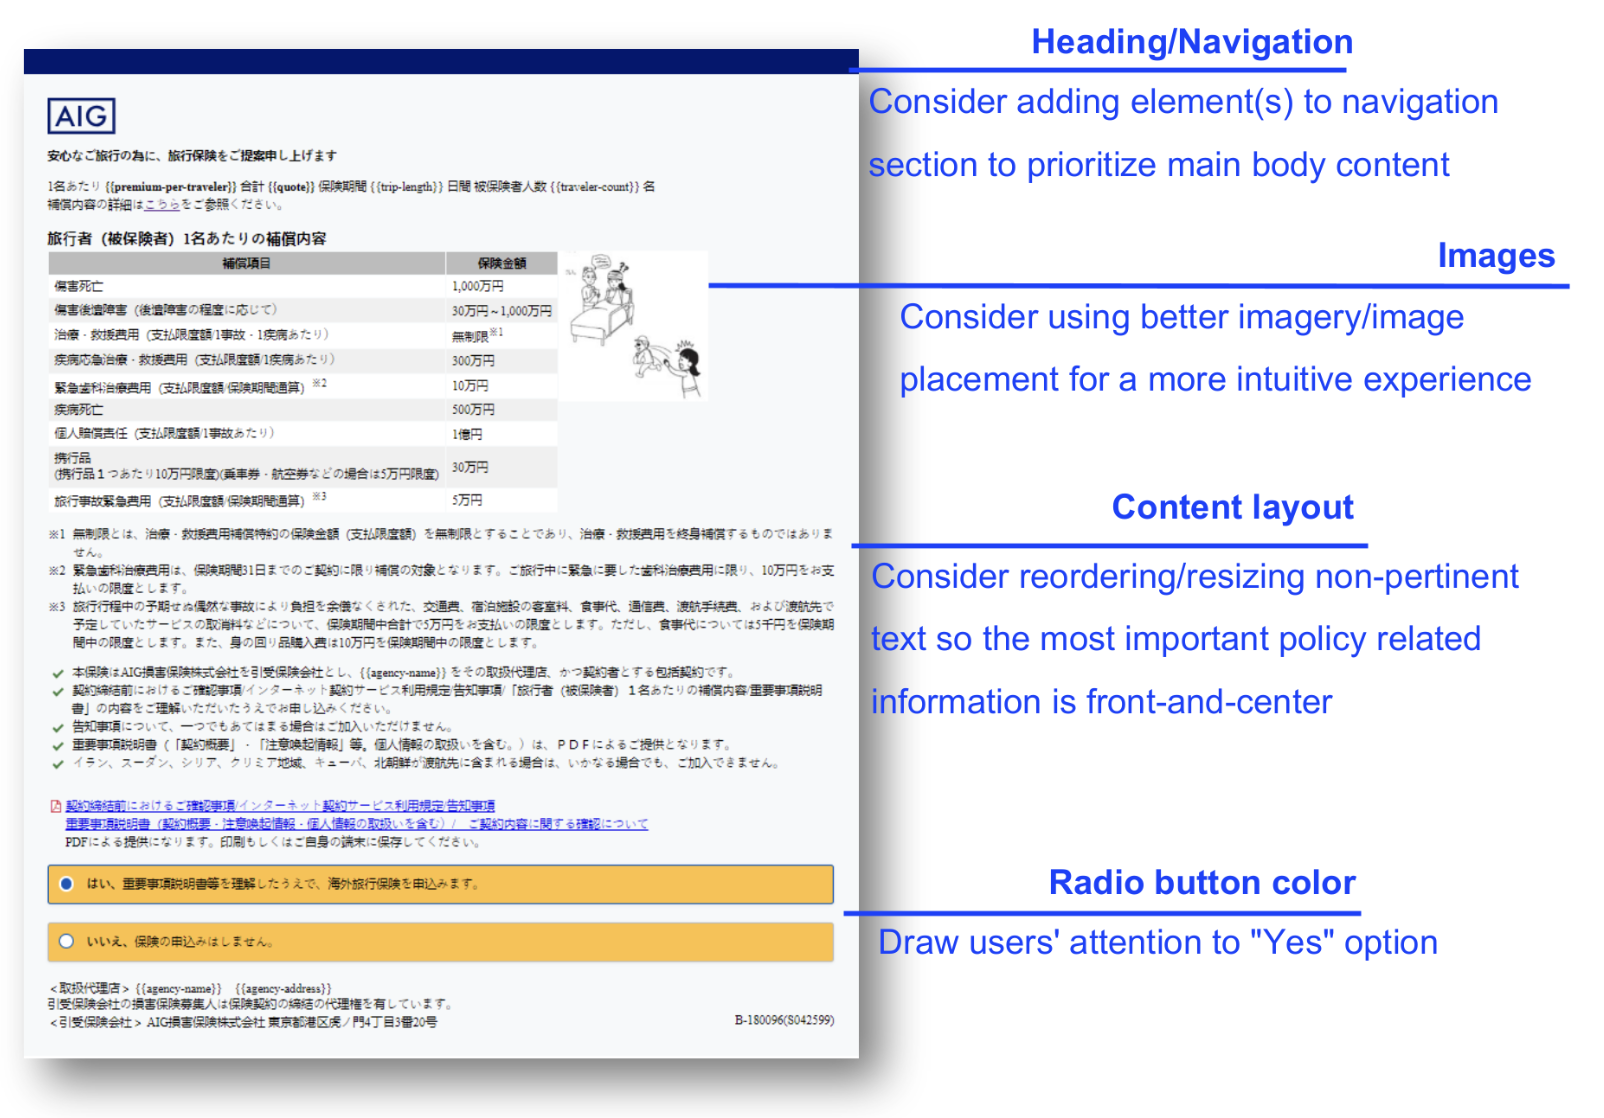 Heading/Navigation
Consider adding element(s) to navigation
section to prioritize main body content
AIG
安心なご旅行の為に、旅行保険をご提案申し上げます
1名あたり {{premium-per-traveler}} 合計 {{quote}} 保険期間 {{trip-length}} 日間 被保険者人数 {{traveler-count}} 名
補償内容の詳細はこちらをご参照ください。
旅行者（被保険者）1名あたりの補償内容
補償項目 保険金額
傷害死亡 1,000万円
傷害後遺障害（後遺障害の程度に応じて） 30万円～1,000万円
治療・救援費用（支払限度額/1事故・1疾病あたり） 無制限※1
疾病応急治療・救援費用（支払限度額/1疾病あたり） 300万円
緊急歯科治療費用（支払限度額/保険期間通算）※2 10万円
疾病死亡 500万円
個人賠償責任（支払限度額/1事故あたり） 1億円
携行品
(携行品１つあたり10万円限度)(乗車券・航空券などの場合は5万円限度) 30万円
旅行事故緊急費用（支払限度額/保険期間通算）※3 5万円
Images
Consider using better imagery/image
placement for a more intuitive experience
※1 無制限とは、治療・救援費用補償特約の保険金額（支払限度額）を無制限とすることであり、治療・救援費用を終身補償するものではありま
せん。
※2 緊急歯科治療費用は、保険期間31日までのご契約に限り補償の対象となります。ご旅行中に緊急に要した歯科治療費用に限り、10万円をお支
払いの限度とします。
※3 旅行行程中の予期せぬ偶然な事故により負担を余儀なくされた、交通費、宿泊施設の客室料、食事代、通信費、渡航手続費、および渡航先で
予定していたサービスの取消料などについて、保険期間中合計で5万円をお支払いの限度とします。ただし、食事代については5千円を保険期
間中の限度とします。また、身の回り品購入費は10万円を保険期間中の限度とします。
Content layout
Consider reordering/resizing non-pertinent
text so the most important policy related
information is front-and-center
本保険はAIG損害保険株式会社を引受保険会社とし、{{agency-name}} をその取扱代理店、かつ契約者とする包括契約です。
契約締結前におけるご確認事項/インターネット契約サービス利用規定/告知事項/「旅行者（被保険者）１名あたりの補償内容/重要事項説明
書」の内容をご理解いただいたうえでお申し込みください。
告知事項について、一つでもあてはまる場合はご加入いただけません。
重要事項説明書（「契約概要」・「注意喚起情報」等。個人情報の取扱いを含む。）は、ＰＤＦによるご提供となります。
イラン、スーダン、シリア、クリミア地域、キューバ、北朝鮮が渡航先に含まれる場合は、いかなる場合でも、ご加入できません。
契約締結前におけるご確認事項/インターネット契約サービス利用規定/告知事項
重要事項説明書（契約概要・注意喚起情報・個人情報の取扱いを含む）/　ご契約内容に関する確認について
PDFによる提供になります。印刷もしくはご自身の端末に保存してください。
はい、重要事項説明書等を理解したうえで、海外旅行保険を申込みます。
いいえ、保険の申込みはしません。
Radio button color
Draw users' attention to "Yes" option
＜取扱代理店＞ {{agency-name}} {{agency-address}}
引受保険会社の損害保険募集人は保険契約の締結の代理権を有しています。
＜引受保険会社＞ AIG損害保険株式会社 東京都港区虎ノ門4丁目3番20号
B-180096(8042599)